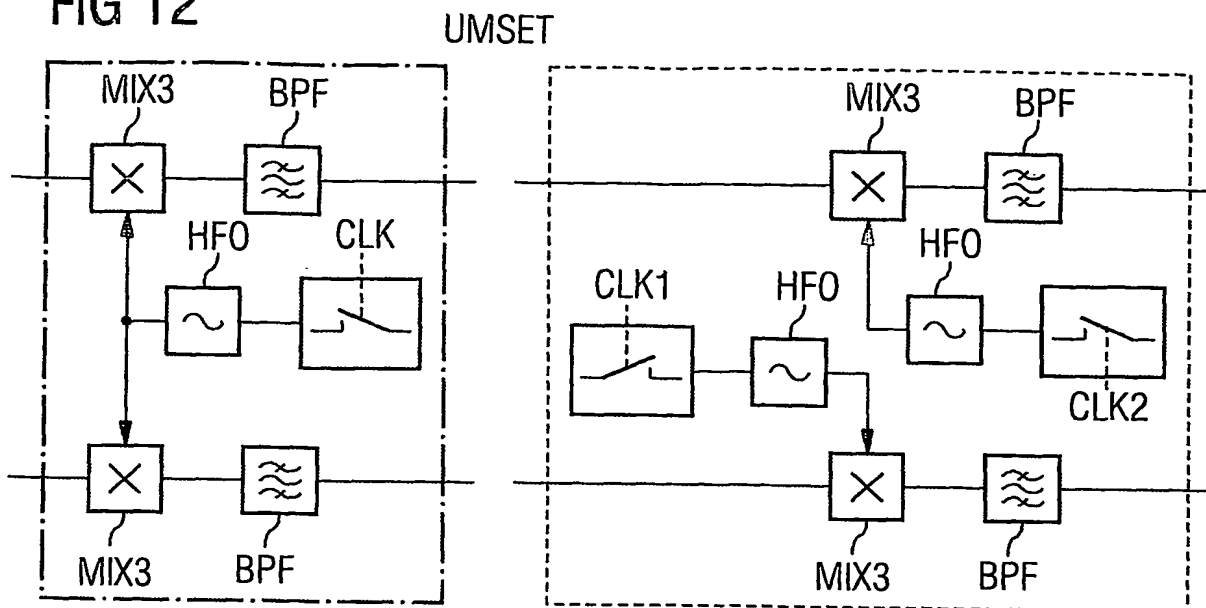 FIG 12
UMSET
MIX3
BPF
HFO
CLK
MIX3
BPF
MIX3
BPF
HFO
CLK1
HFO
CLK2
MIX3
BPF